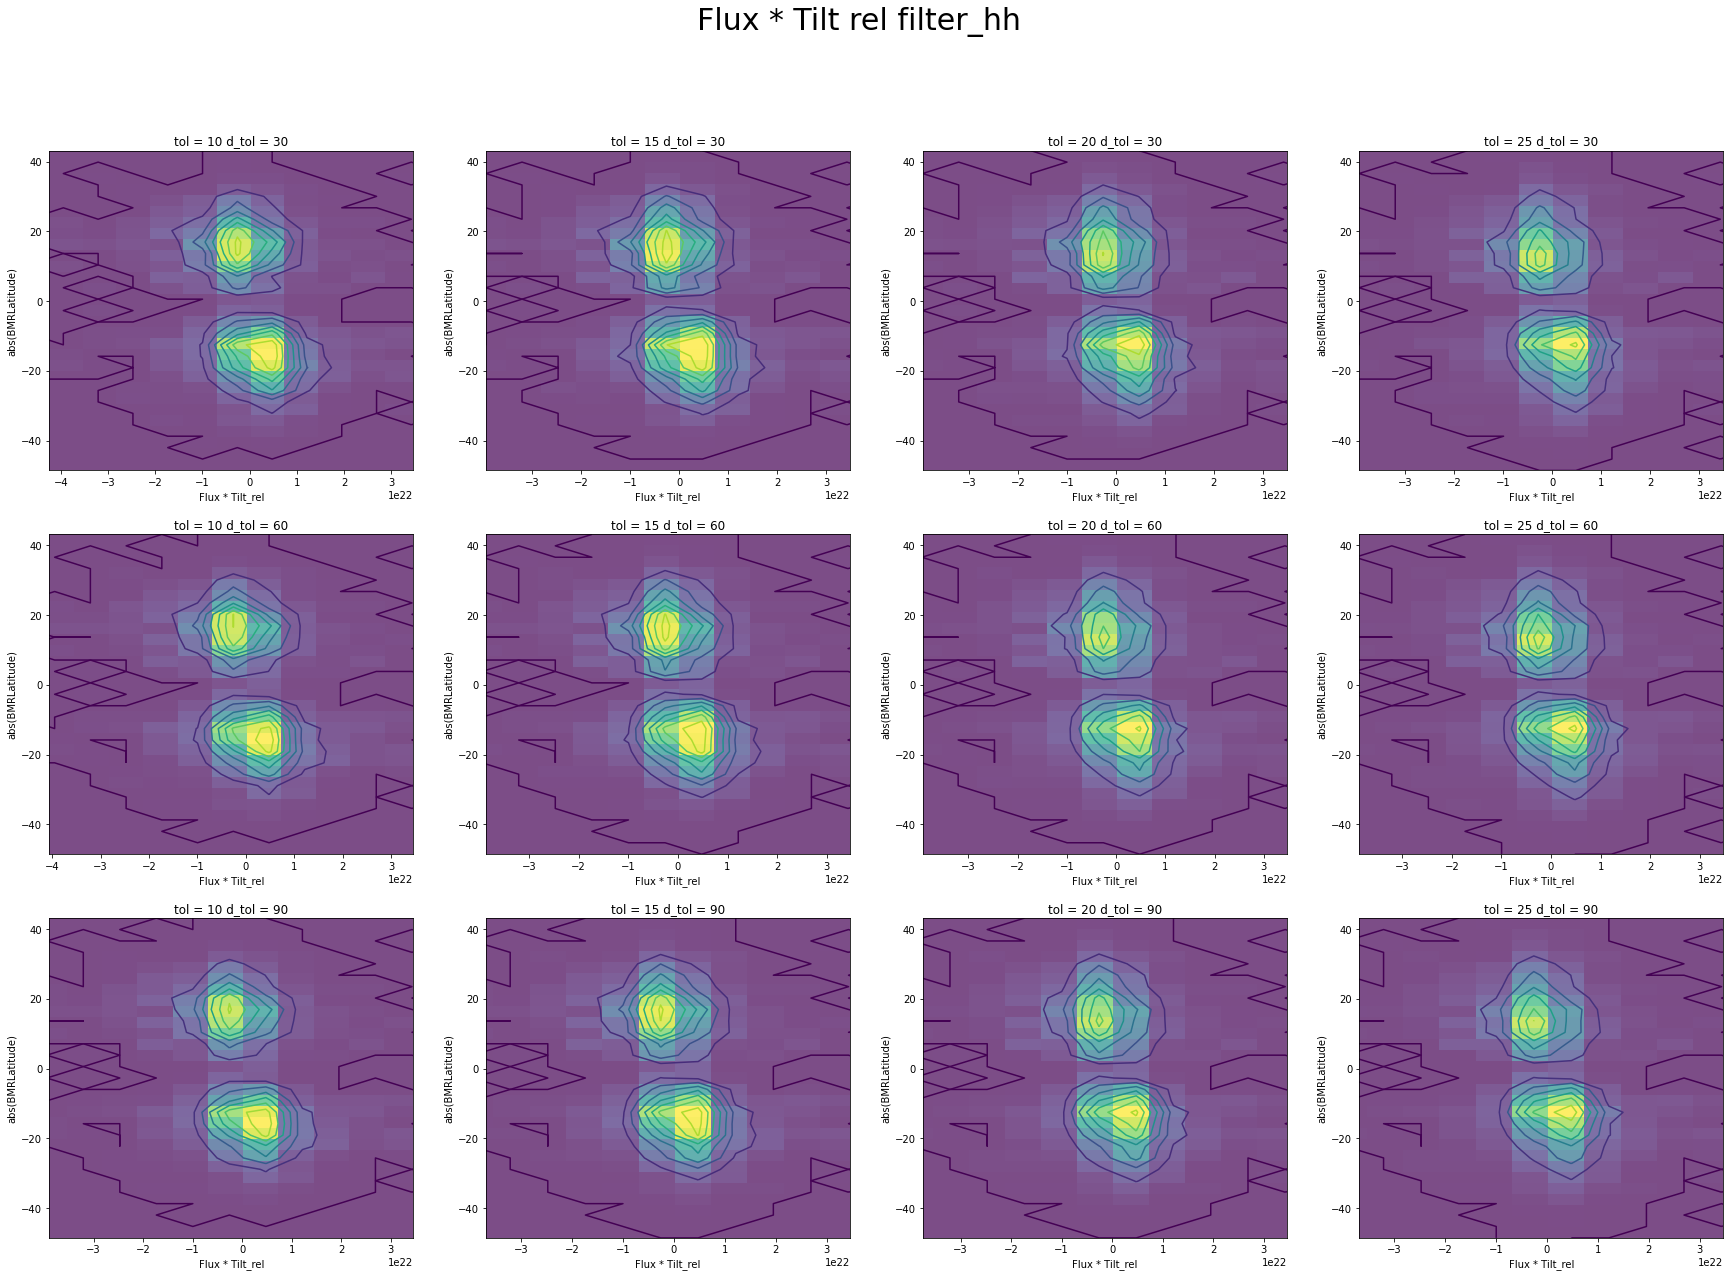 Flux * Tilt rel filter_hh
tol = 10 d_tol = 30
tol = 15 d_tol = 30
tol = 20 d_tol = 30
tol = 25 d_tol = 30
40
20
0
−20
−40
abs(BMRLatitude)
−4 −3 −2 −1 0 1 2 3
Flux * Tilt_rel
1e22
40
20
0
−20
−40
abs(BMRLatitude)
−3 −2 −1 0 1 2 3
Flux * Tilt_rel
1e22
40
20
0
−20
−40
abs(BMRLatitude)
−3 −2 −1 0 1 2 3
Flux * Tilt_rel
1e22
40
20
0
−20
−40
abs(BMRLatitude)
−3 −2 −1 0 1 2 3
Flux * Tilt_rel
1e22
tol = 10 d_tol = 60
tol = 15 d_tol = 60
tol = 20 d_tol = 60
tol = 25 d_tol = 60
40
20
0
−20
−40
abs(BMRLatitude)
−4 −3 −2 −1 0 1 2 3
Flux * Tilt_rel
1e22
40
20
0
−20
−40
abs(BMRLatitude)
−3 −2 −1 0 1 2 3
Flux * Tilt_rel
1e22
40
20
0
−20
−40
abs(BMRLatitude)
−3 −2 −1 0 1 2 3
Flux * Tilt_rel
1e22
40
20
0
−20
−40
abs(BMRLatitude)
−3 −2 −1 0 1 2 3
Flux * Tilt_rel
1e22
tol = 10 d_tol = 90
tol = 15 d_tol = 90
tol = 20 d_tol = 90
tol = 25 d_tol = 90
40
20
0
−20
−40
abs(BMRLatitude)
−3 −2 −1 0 1 2 3
Flux * Tilt_rel
1e22
40
20
0
−20
−40
abs(BMRLatitude)
−3 −2 −1 0 1 2 3
Flux * Tilt_rel
1e22
40
20
0
−20
−40
abs(BMRLatitude)
−3 −2 −1 0 1 2 3
Flux * Tilt_rel
1e22
40
20
0
−20
−40
abs(BMRLatitude)
−3 −2 −1 0 1 2 3
Flux * Tilt_rel
1e22